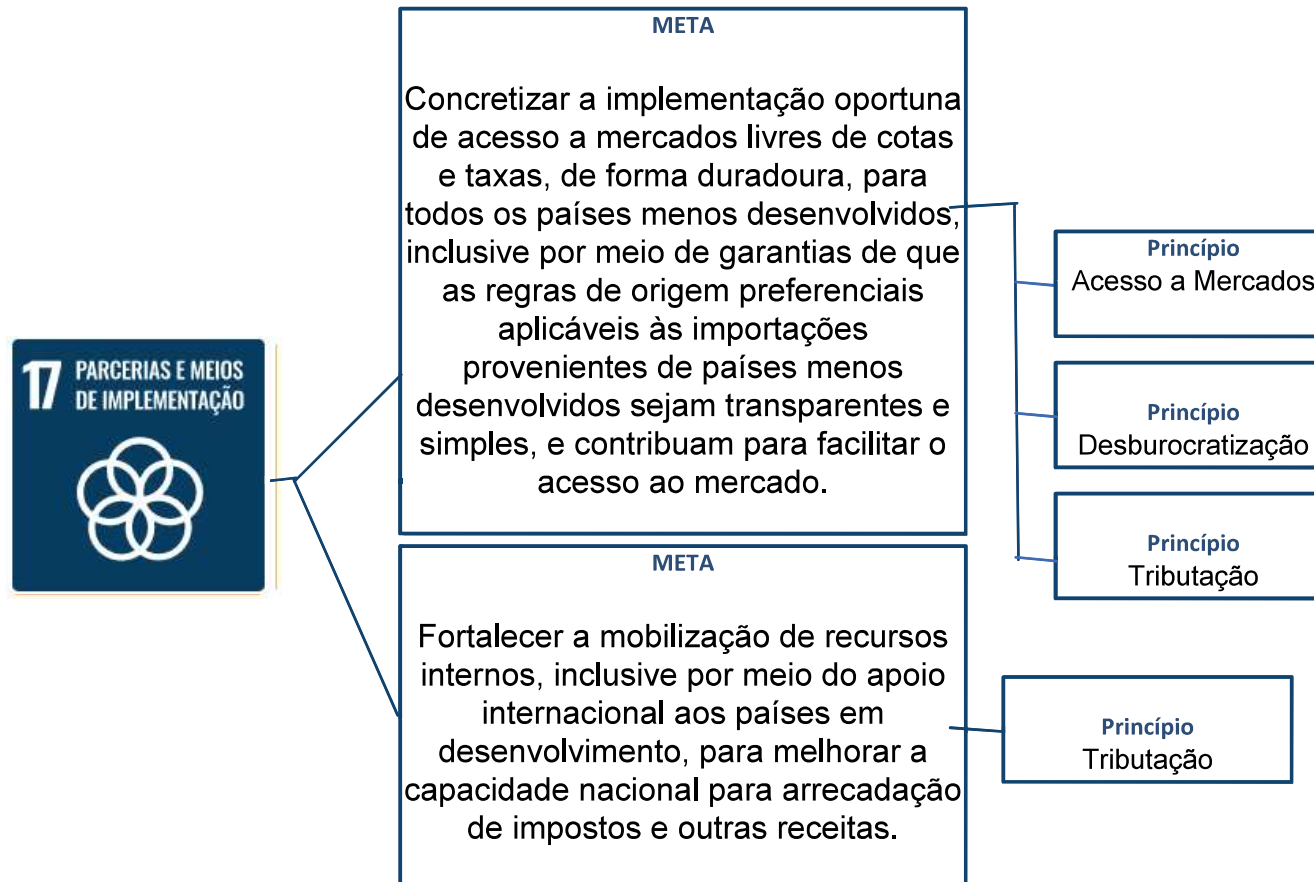 META
Concretizar a implementação oportuna
de acesso a mercados livres de cotas
e taxas, de forma duradoura, para
todos os países menos desenvolvidos,
inclusive por meio de garantias de que
as regras de origem preferenciais
aplicáveis às importações
provenientes de países menos
desenvolvidos sejam transparentes e
simples, e contribuam para facilitar o
acesso ao mercado.
Princípio
Acesso a Mercados
Princípio
Desburocratização
Princípio
Tributação
17 PARCERIAS E MEIOS
DE IMPLEMENTAÇÃO
META
Fortalecer a mobilização de recursos
internos, inclusive por meio do apoio
internacional aos países em
desenvolvimento, para melhorar a
capacidade nacional para arrecadação
de impostos e outras receitas.
Princípio
Tributação